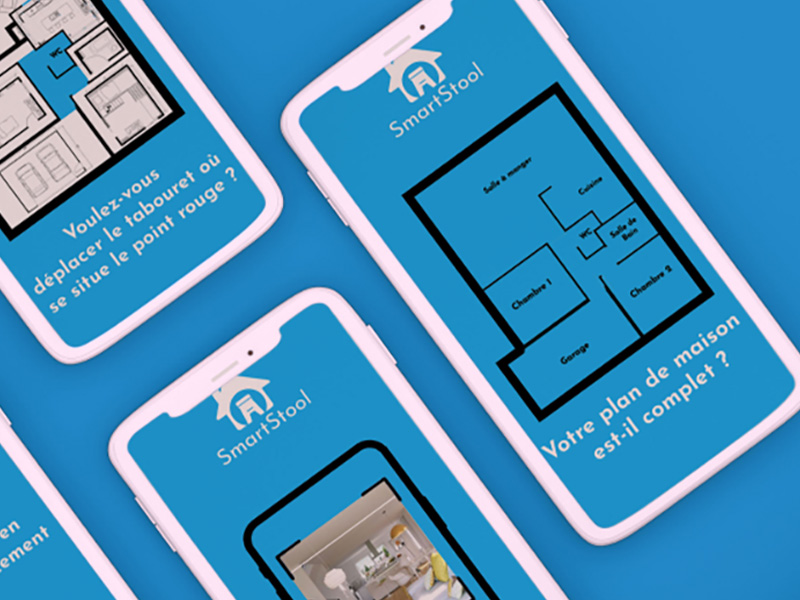 WC
Voulez-vous
déplacer le tabouret où
se situe le point rouge ?
SmartStool
Salle à manger
Cuisine
WC
Salle de
Bain
Chambre 1
Chambre 2
Garage
Votre plan de maison
est-il complet ?
SmartStool
en
ement